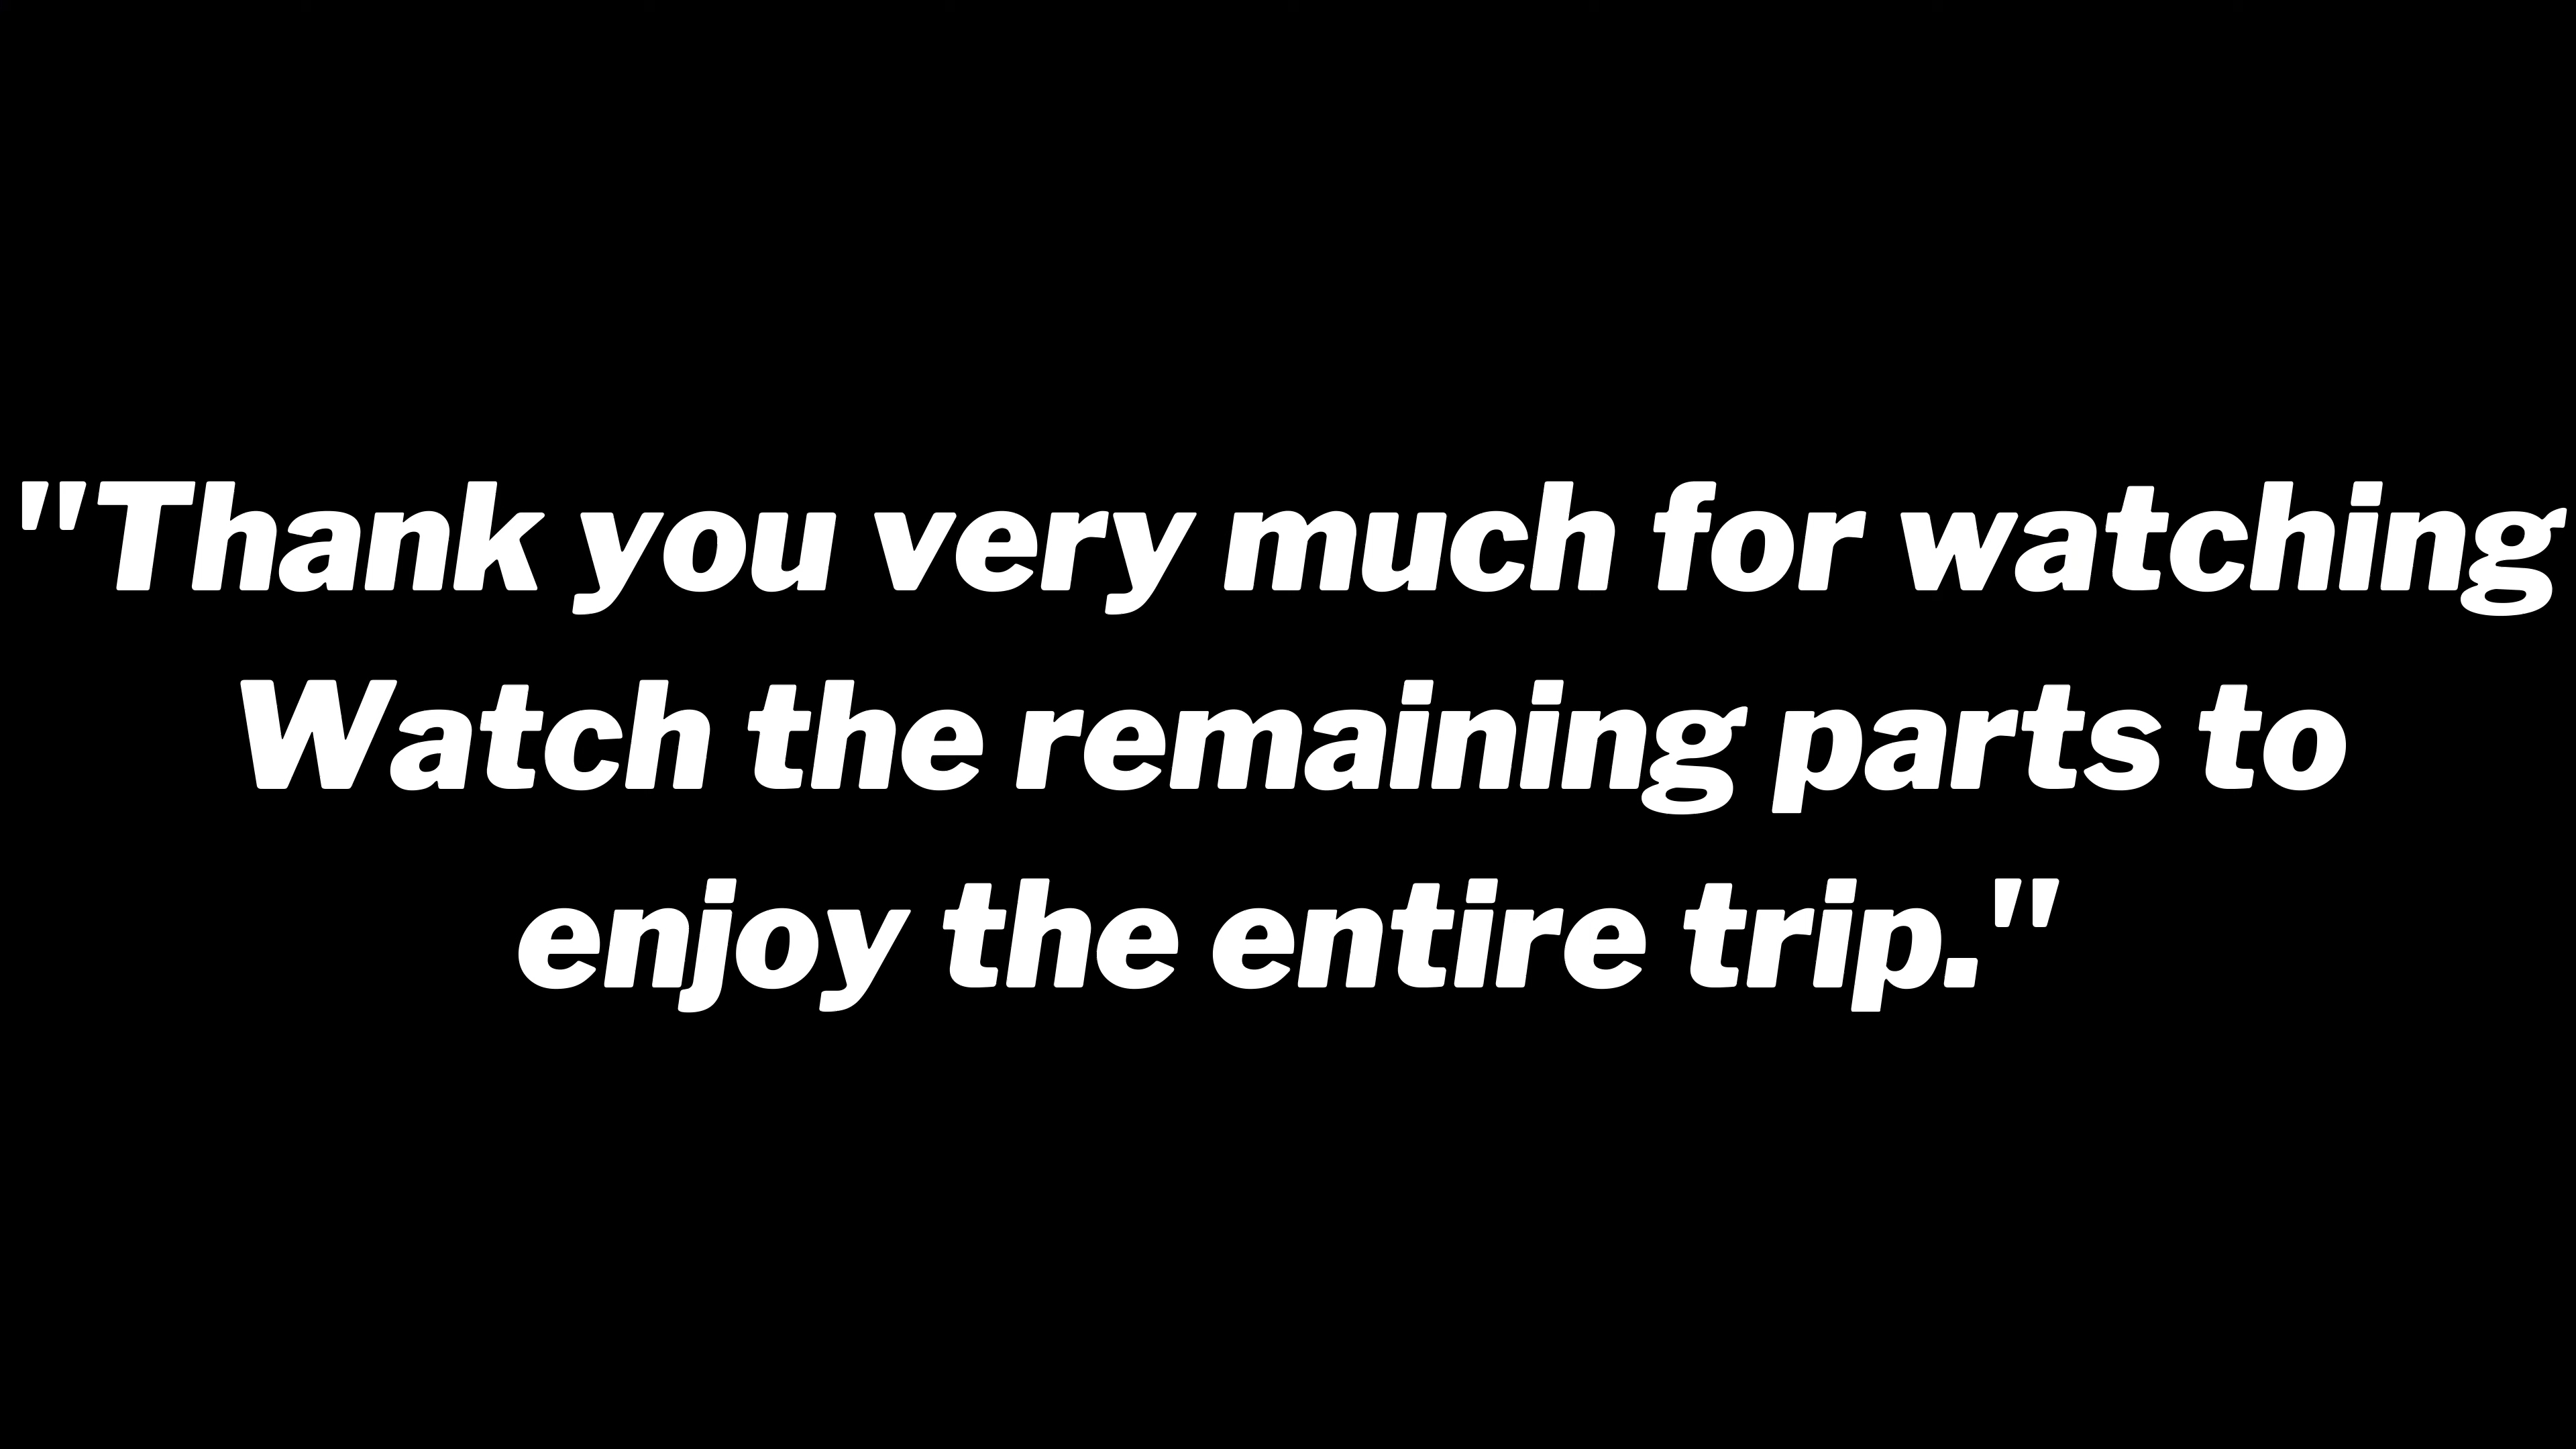 "Thank you very much for watching
Watch the remaining parts to
enjoy the entire trip."